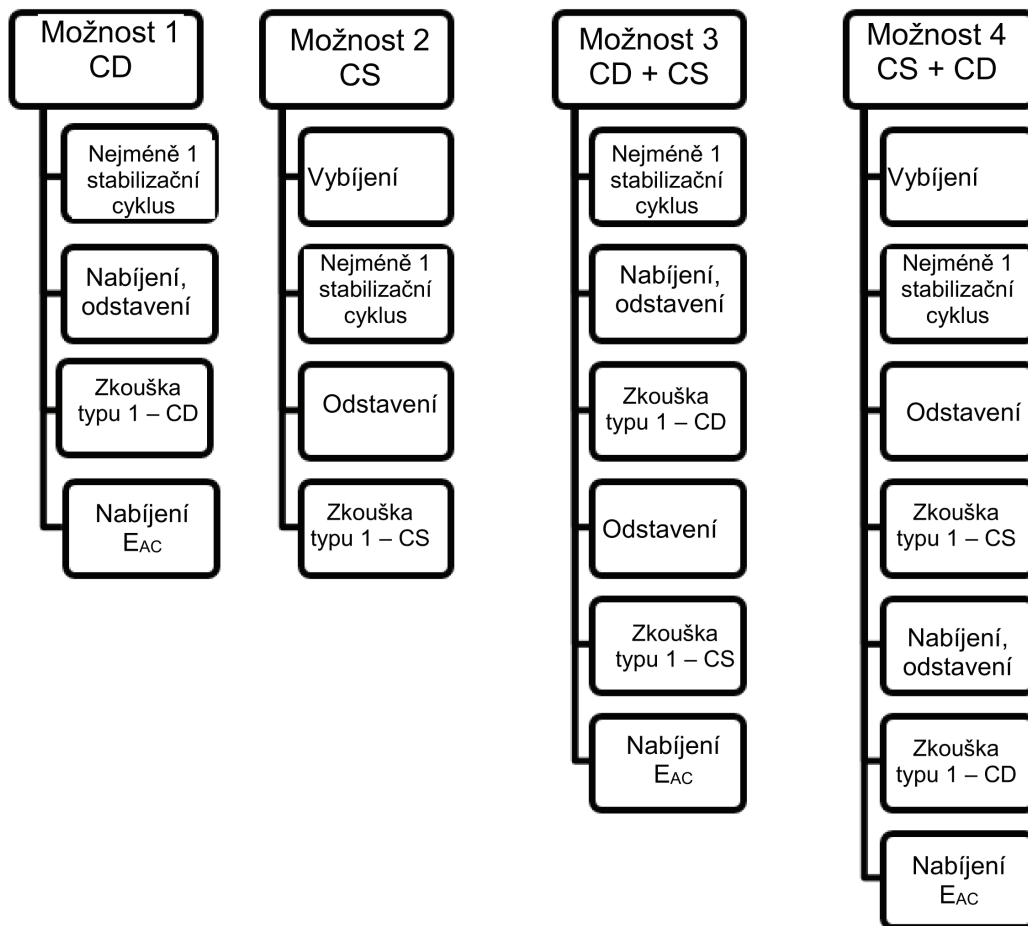 Možnost 1
CD
Nejméně 1
stabilizační
cyklus
Nabíjení,
odstavení
Zkouška
typu 1 – CD
Nabíjení
EAC
Možnost 2
CS
Vybíjení
Nejméně 1
stabilizační
cyklus
Odstavení
Zkouška
typu 1 – CS
Možnost 3
CD + CS
Nejméně 1
stabilizační
cyklus
Nabíjení,
odstavení
Zkouška
typu 1 – CD
Odstavení
Zkouška
typu 1 – CS
Nabíjení
EAC
Možnost 4
CS + CD
Vybíjení
Nejméně 1
stabilizační
cyklus
Odstavení
Zkouška
typu 1 – CS
Nabíjení,
odstavení
Zkouška
typu 1 – CD
Nabíjení
EAC